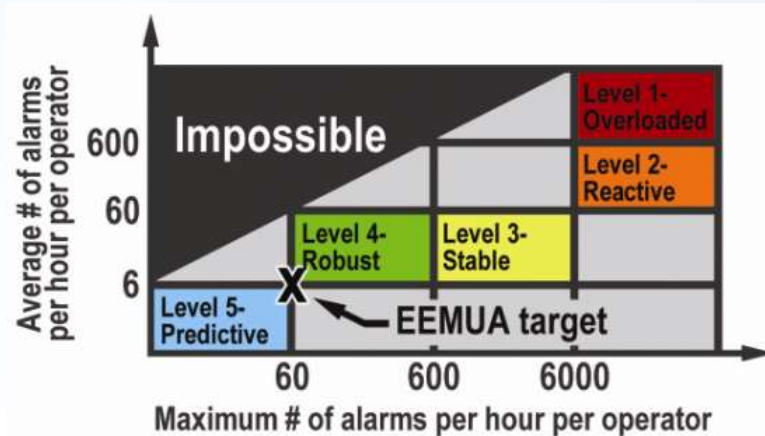 Average # of alarms
per hour per operator
600
60
6
Impossible
Level 1-
Overloaded
Level 2-
Reactive
Level 4-
Robust
Level 3-
Stable
Level 5-
Predictive
X
EEMUA target
60
600
6000
Maximum # of alarms per hour per operator